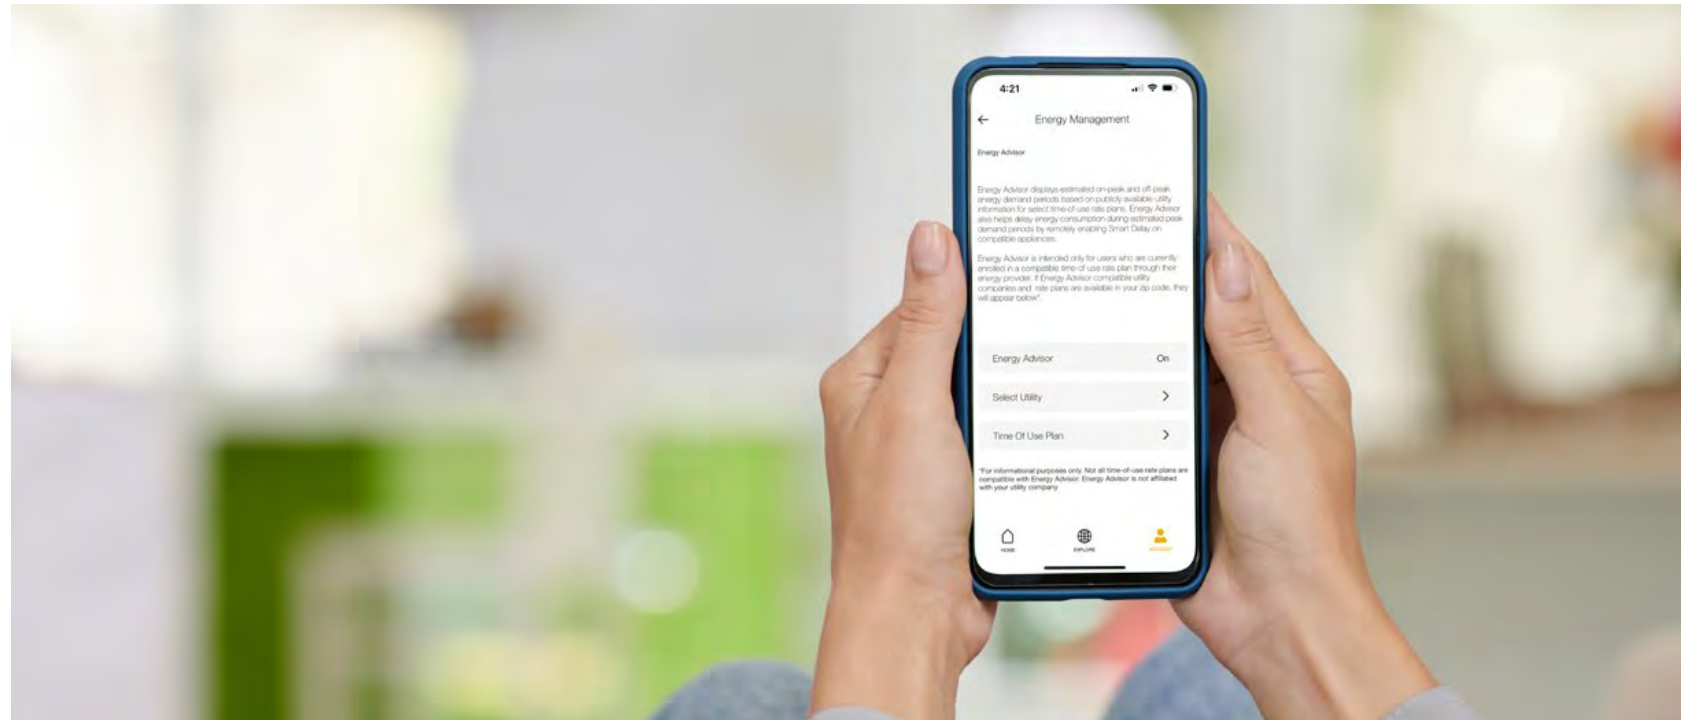 4:21
Energy Management
Energy Advisor
Energy Advisor displays estimated on-peak and off-peak
energy demand periods based on publicly available utility
information for select time-of-use rate plans. Energy Advisor
also helps delay energy consumption during estimated peak
demand periods by remotely enabling Smart Delay on
compatible appliances.
Energy Advisor is intended only for users who are currently
enrolled in a compatible time-of-use rate plan through their
energy provider. If Energy Advisor compatible utility
companies and rate plans are available in your zip code, they
will appear below*.
Energy Advisor On
Select Utility
Time Of Use Plan
*For informational purposes only. Not all time-of-use rate plans are
compatible with Energy Advisor. Energy Advisor is not affiliated
with your utility company
HOME EXPLORE ACCOUNT